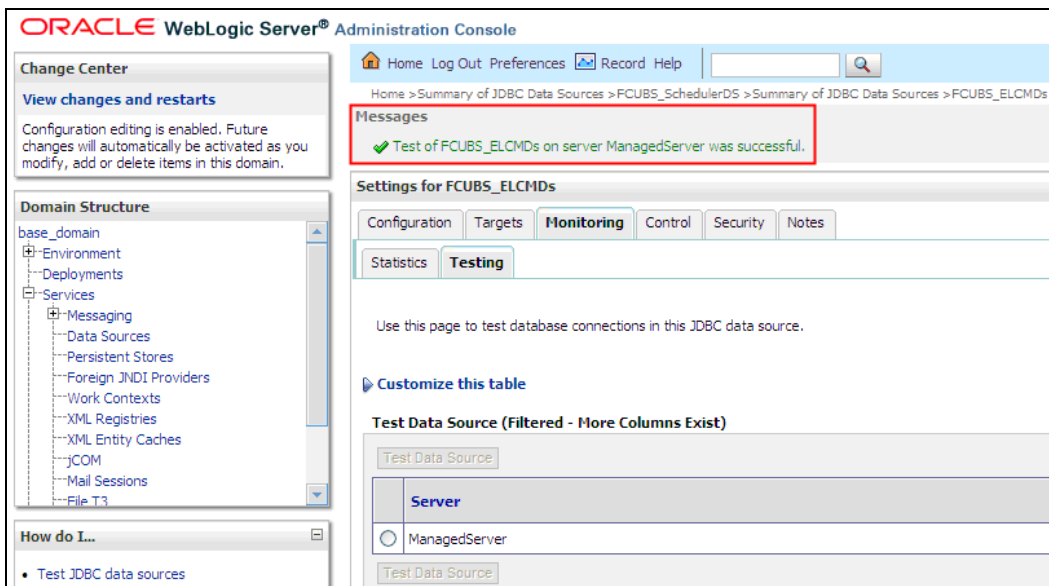 ORACLE WebLogic Server® Administration Console
Change Center
View changes and restarts
Configuration editing is enabled. Future
changes will automatically be activated as you
modify, add or delete items in this domain.
Domain Structure
base_domain
Environment
Deployments
Services
Messaging
Data Sources
Persistent Stores
Foreign JNDI Providers
Work Contexts
XML Registries
XML Entity Caches
jCOM
Mail Sessions
File T3
How do I...
Test JDBC data sources
Home Log Out Preferences Record Help
Home >Summary of JDBC Data Sources >FCUBS_SchedulerDS >Summary of JDBC Data Sources >FCUBS_ELCMDs
Messages
Test of FCUBS_ELCMDs on server ManagedServer was successful.
Settings for FCUBS_ELCMDs
Configuration Targets Monitoring Control Security Notes
Statistics Testing
Use this page to test database connections in this JDBC data source.
Customize this table
Test Data Source (Filtered - More Columns Exist)
Test Data Source
Server
ManagedServer
Test Data Source